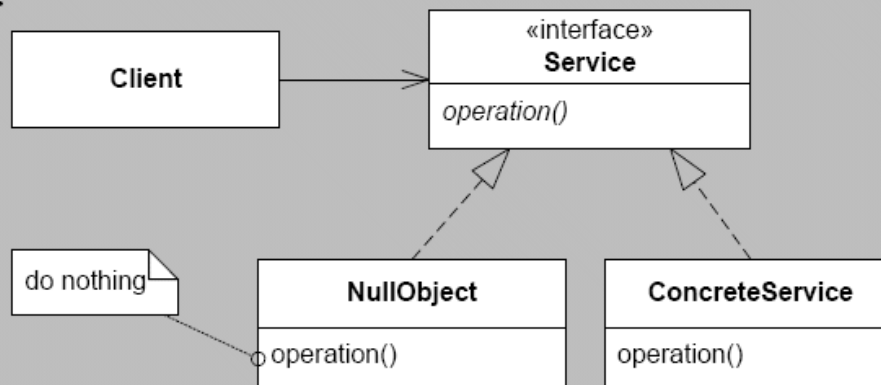 Client
«interface»
Service
operation()
do nothing
NullObject
operation()
ConcreteService
operation()